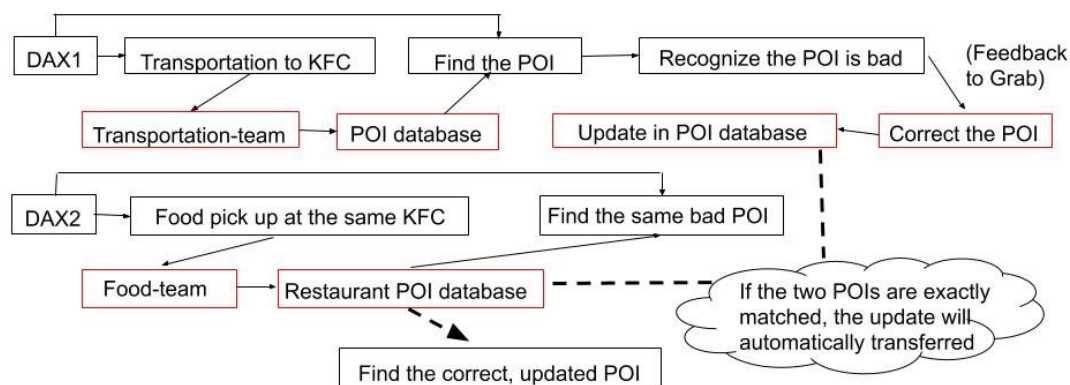 DAX1
Transportation to KFC
Find the POI
Recognize the POI is bad
(Feedback
to Grab)
Transportation-team
POI database
Update in POI database
Correct the POI
DAX2
Food pick up at the same KFC
Find the same bad POI
Food-team
Restaurant POI database
If the two POIs are exactly
matched, the update will
automatically transferred
Find the correct, updated POI